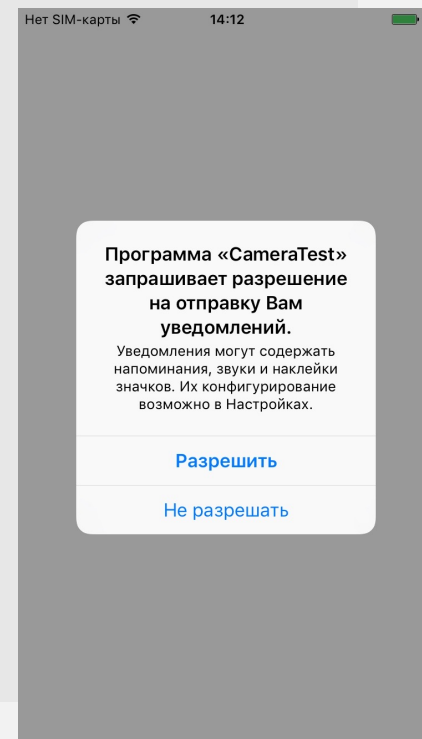 Нет SIM-карты 14:12
Программа «CameraTest»
запрашивает разрешение
на отправку Вам
уведомлений.
Уведомления могут содержать
напоминания, звуки и наклейки
значков. Их конфигурирование
возможно в Настройках.
Разрешить
Не разрешать